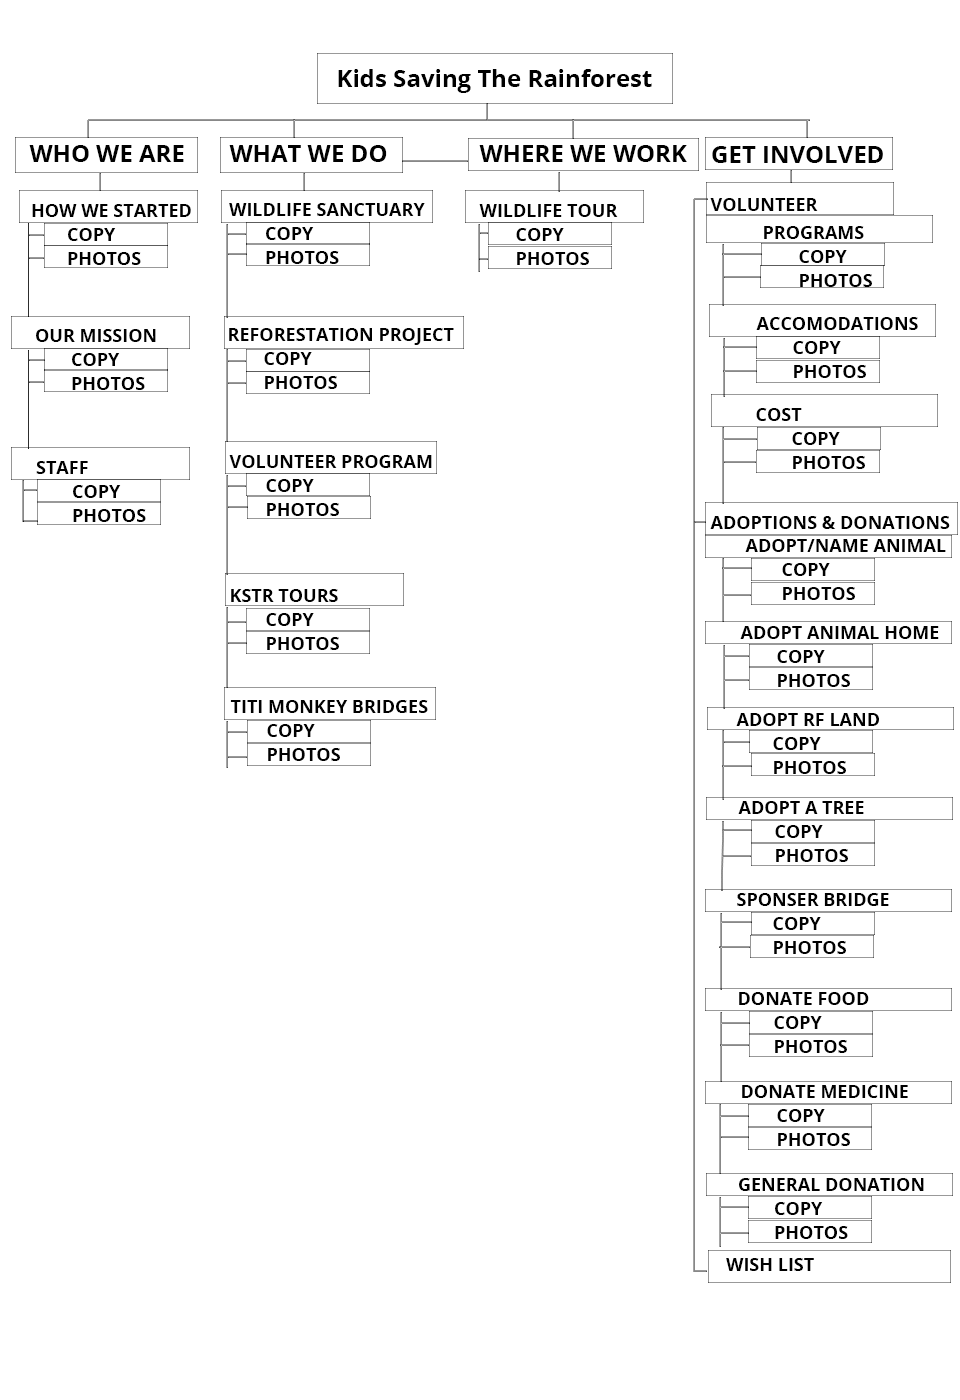 Kids Saving The Rainforest
WHO WE ARE
HOW WE STARTED
COPY
PHOTOS
OUR MISSION
COPY
PHOTOS
STAFF
COPY
PHOTOS
WHAT WE DO
WILDLIFE SANCTUARY
COPY
PHOTOS
REFORESTATION PROJECT
COPY
PHOTOS
VOLUNTEER PROGRAM
COPY
PHOTOS
KSTR TOURS
COPY
PHOTOS
TITI MONKEY BRIDGES
COPY
PHOTOS
WHERE WE WORK
WILDLIFE TOUR
COPY
PHOTOS
GET INVOLVED
VOLUNTEER
PROGRAMS
COPY
PHOTOS
ACCOMODATIONS
COPY
PHOTOS
COST
COPY
PHOTOS
ADOPTIONS & DONATIONS
ADOPT/NAME ANIMAL
COPY
PHOTOS
ADOPT ANIMAL HOME
COPY
PHOTOS
ADOPT RF LAND
COPY
PHOTOS
ADOPT A TREE
COPY
PHOTOS
SPONSER BRIDGE
COPY
PHOTOS
DONATE FOOD
COPY
PHOTOS
DONATE MEDICINE
COPY
PHOTOS
GENERAL DONATION
COPY
PHOTOS
WISH LIST